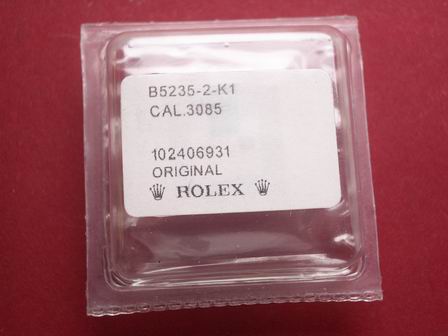 B5235-2-K1
CAL.3085
102406931
ORIGINAL
ROLEX